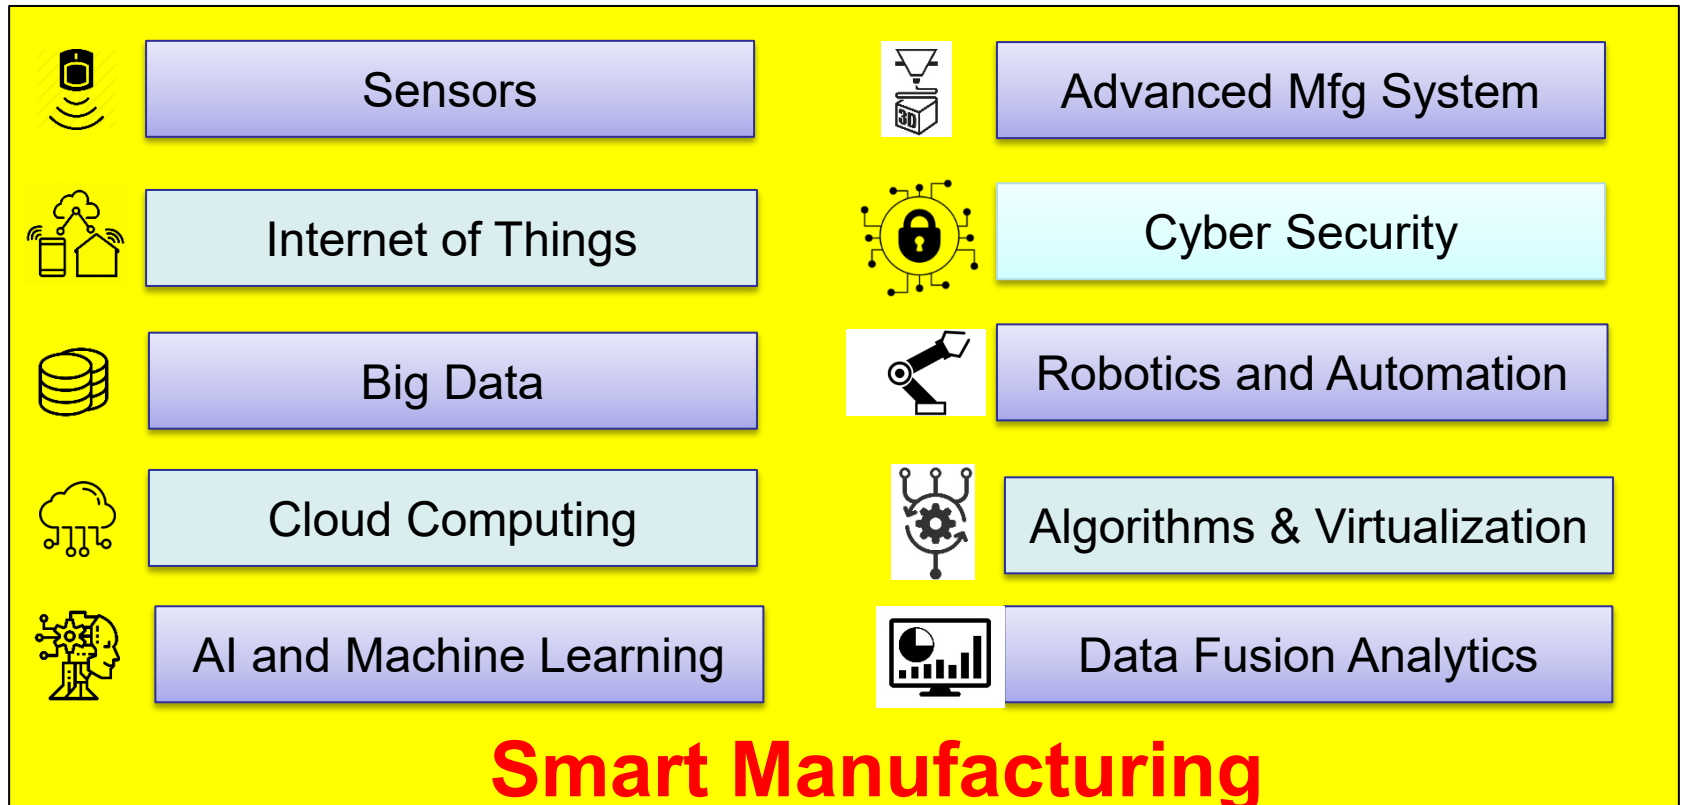 Sensors
Advanced Mfg System
3D
Internet of Things
Cyber Security
Big Data
Robotics and Automation
Cloud Computing
Algorithms & Virtualization
AI and Machine Learning
Data Fusion Analytics
Smart Manufacturing